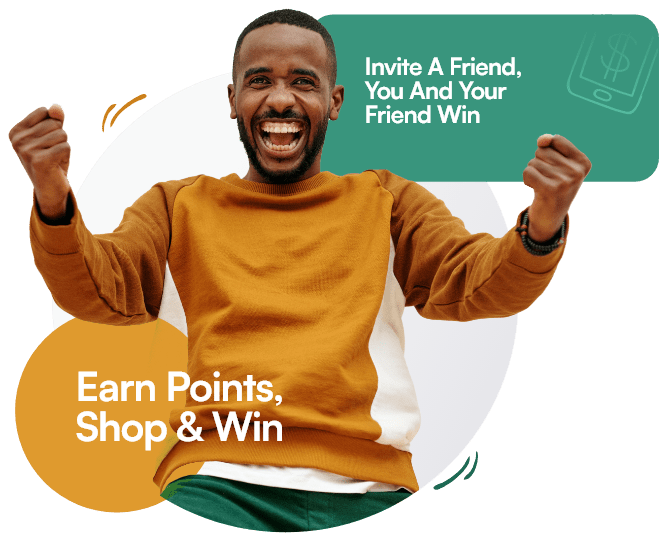 Invite A Friend,
You And Your
Friend Win
$
Earn Points,
Shop & Win